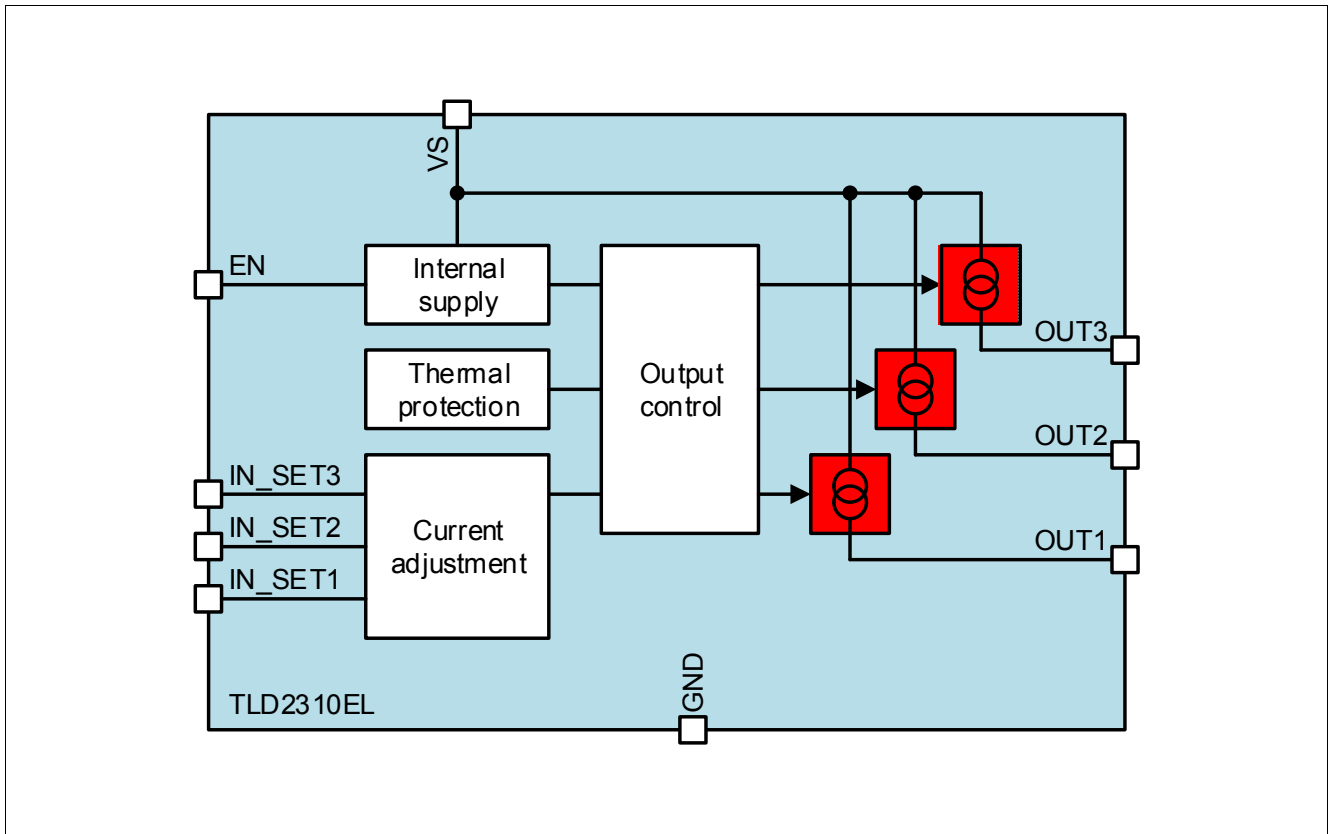 VS
EN
Internal
supply
Thermal
protection
Output
control
OUT3
OUT2
IN_SET3
IN_SET2
IN_SET1
Current
adjustment
OUT1
TLD2310EL
GND